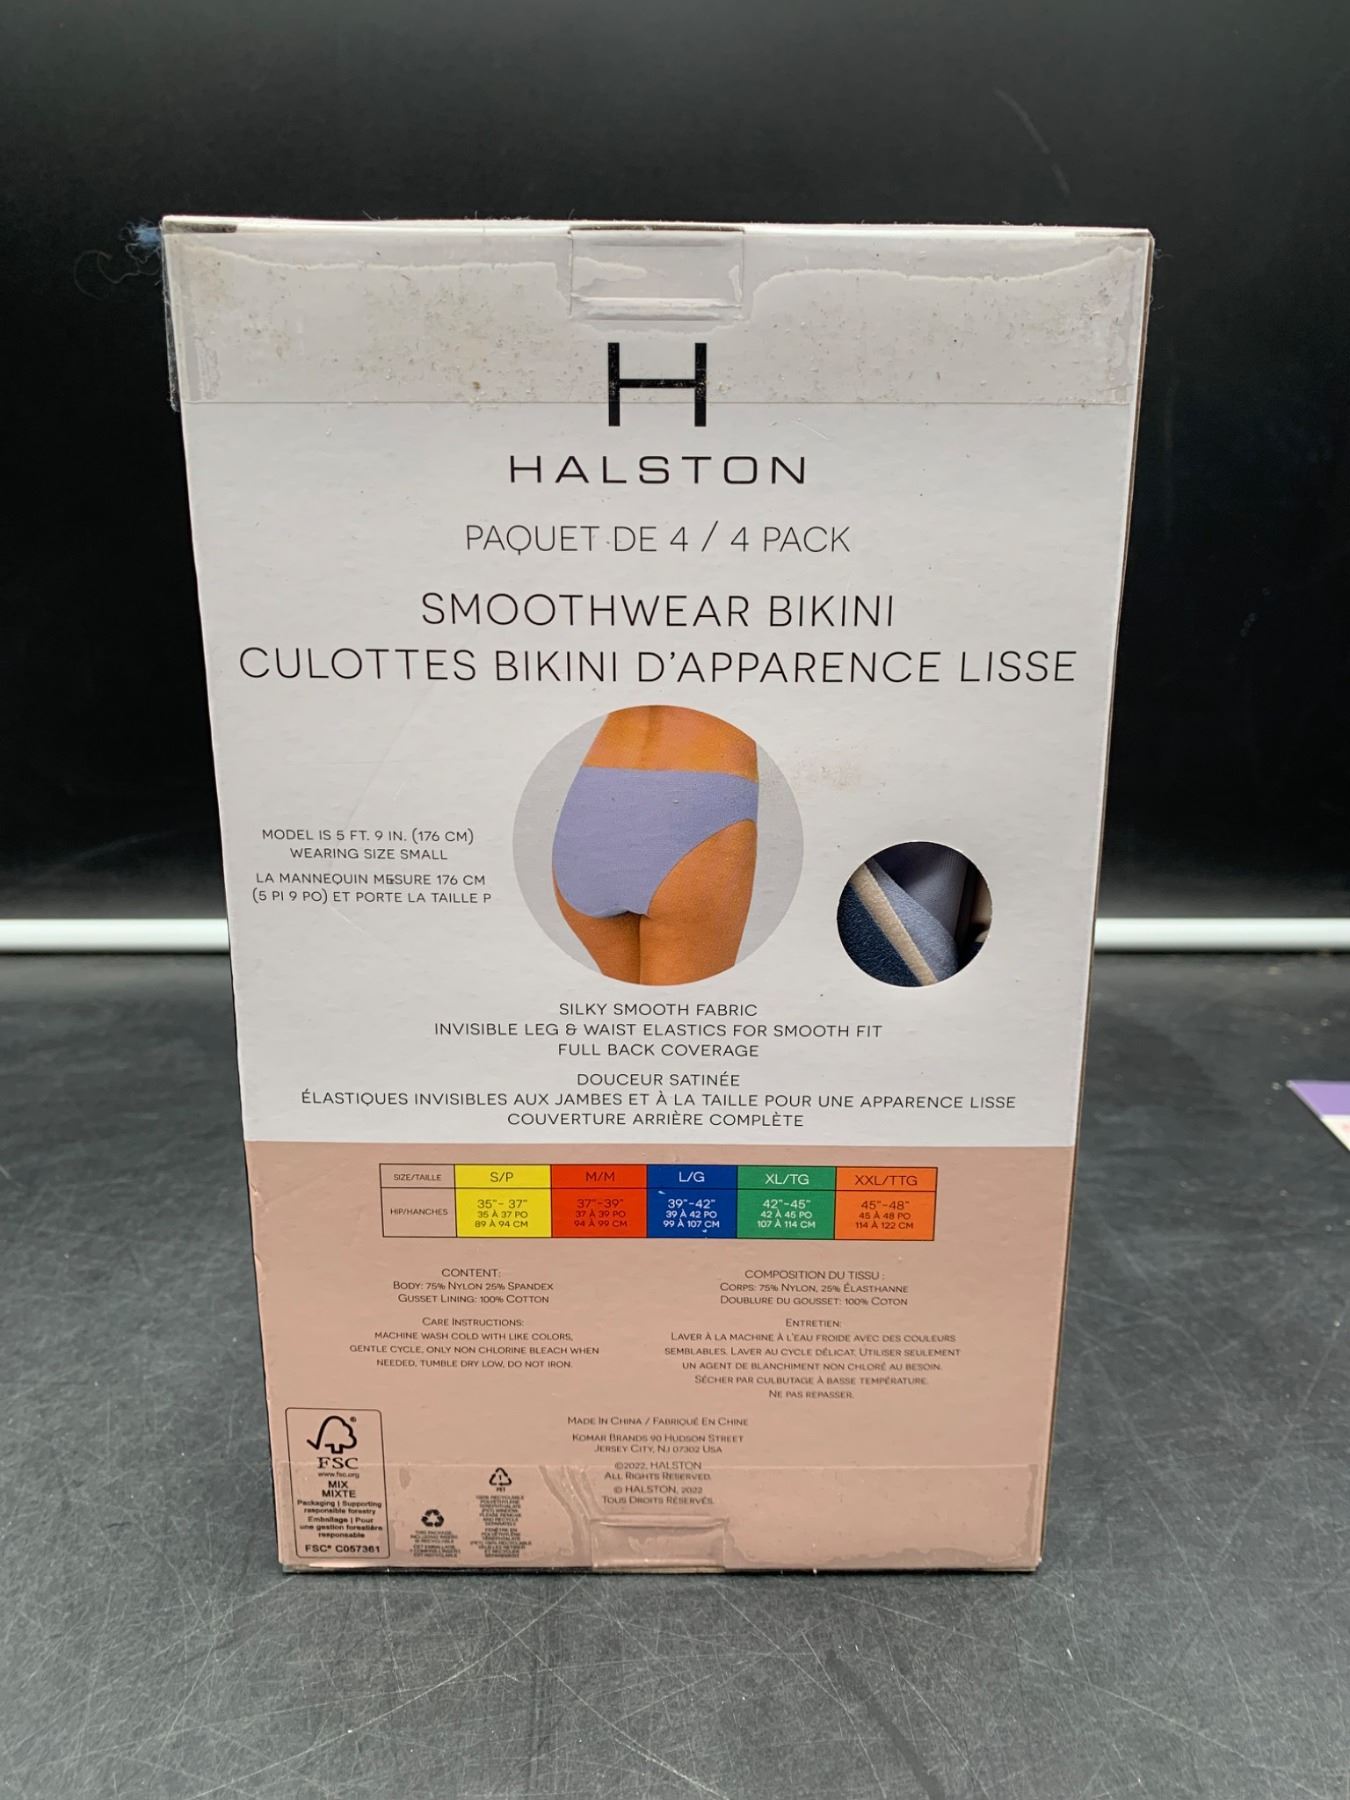 H
HALSTON
PAQUET DE 4 / 4 PACK
SMOOTHWEAR BIKINI
CULOTTES BIKINI D'APPARENCE LISSE
MODEL IS 5 FT. 9 IN. (176 CM)
WEARING SIZE SMALL
LA MANNEQUIN MESURE 176 CM
(5 PI 9 PO) ET PORTE LA TAILLE P
SILKY SMOOTH FABRIC
INVISIBLE LEG & WAIST ELASTICS FOR SMOOTH FIT
FULL BACK COVERAGE
DOUCEUR SATINÉE
ÉLASTIQUES INVISIBLES AUX JAMBES ET À LA TAILLE POUR UNE APPARENCE LISSE
COUVERTURE ARRIÈRE COMPLÈTE
SIZE/TAILLE S/P M/M L/G XL/TG XXL/TTG
HIP/HANCHES 35"- 37" 37"-39" 39"-42" 42"-45" 45"-48"
35 À 37 PO 37 À 39 PO 39 À 42 PO 42 À 45 PO 45 À 48 PO
89 À 94 CM 94 À 99 CM 99 À 107 CM 107 À 114 CM 114 À 122 CM
CONTENT:
BODY: 75% NYLON 25% SPANDEX
GUSSET LINING: 100% COTTON
CARE INSTRUCTIONS:
MACHINE WASH COLD WITH LIKE COLORS,
GENTLE CYCLE, ONLY NON CHLORINE BLEACH WHEN
NEEDED, TUMBLE DRY LOW, DO NOT IRON.
COMPOSITION DU TISSU :
CORPS: 75% NYLON, 25% ÉLASTHANNE
DOUBLURE DU GOUSSET: 100% COTON
ENTRETIEN:
LAVER À LA MACHINE À L'EAU FROIDE AVEC DES COULEURS
SEMBLABLES. LAVER AU CYCLE DÉLICAT. UTILISER SEULEMENT
UN AGENT DE BLANCHIMENT NON CHLORÉ AU BESOIN.
SÉCHER PAR CULBUTAGE À BASSE TEMPÉRATURE.
NE PAS REPASSER.
MADE IN CHINA / FABRIQUÉ EN CHINE
KOMAR BRANDS 90 HUDSON STREET
JERSEY CITY, NJ 07302 USA
©2022, HALSTON
ALL RIGHTS RESERVED.
© HALSTON, 2022
TOUS DROITS RÉSERVÉS.
FSC
www.fsc.org
MIX
MIXTE
Packaging | Supporting
responsible forestry
Emballage | Pour
une gestion forestière
responsable
FSC® C057361